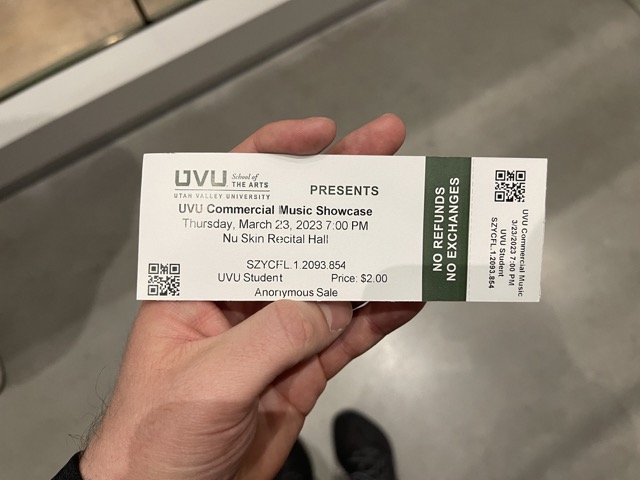 UVU School of THE ARTS
UTAH VALLEY UNIVERSITY
PRESENTS
UVU Commercial Music Showcase
Thursday, March 23, 2023 7:00 PM
Nu Skin Recital Hall
SZYCFL.1.2093.854
UVU Student Price: $2.00
Anonymous Sale
NO REFUNDS
NO EXCHANGES
UVU Commercial Music
3/23/2023 7:00 PM
UVU Student
SZYCFL.1.2093.854